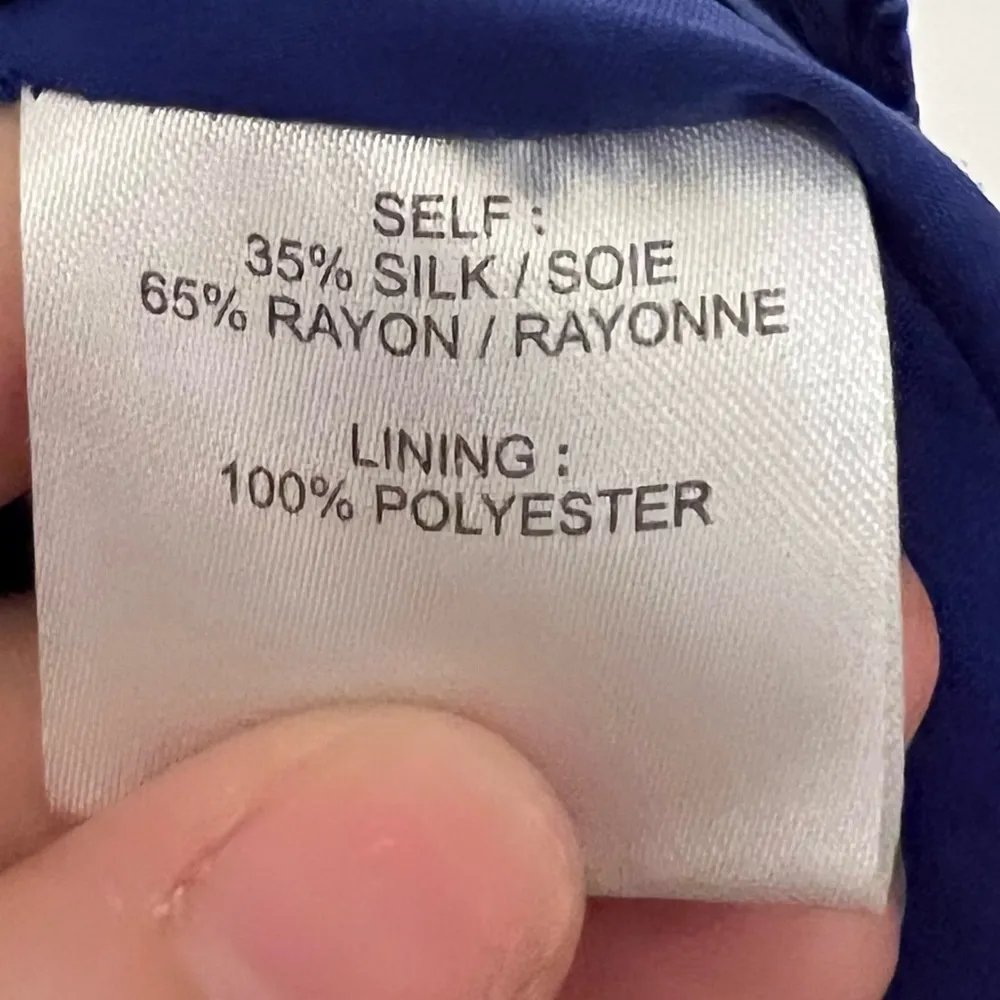 SELF :
35% SILK / SOIE
65% RAYON / RAYONNE
LINING :
100% POLYESTER